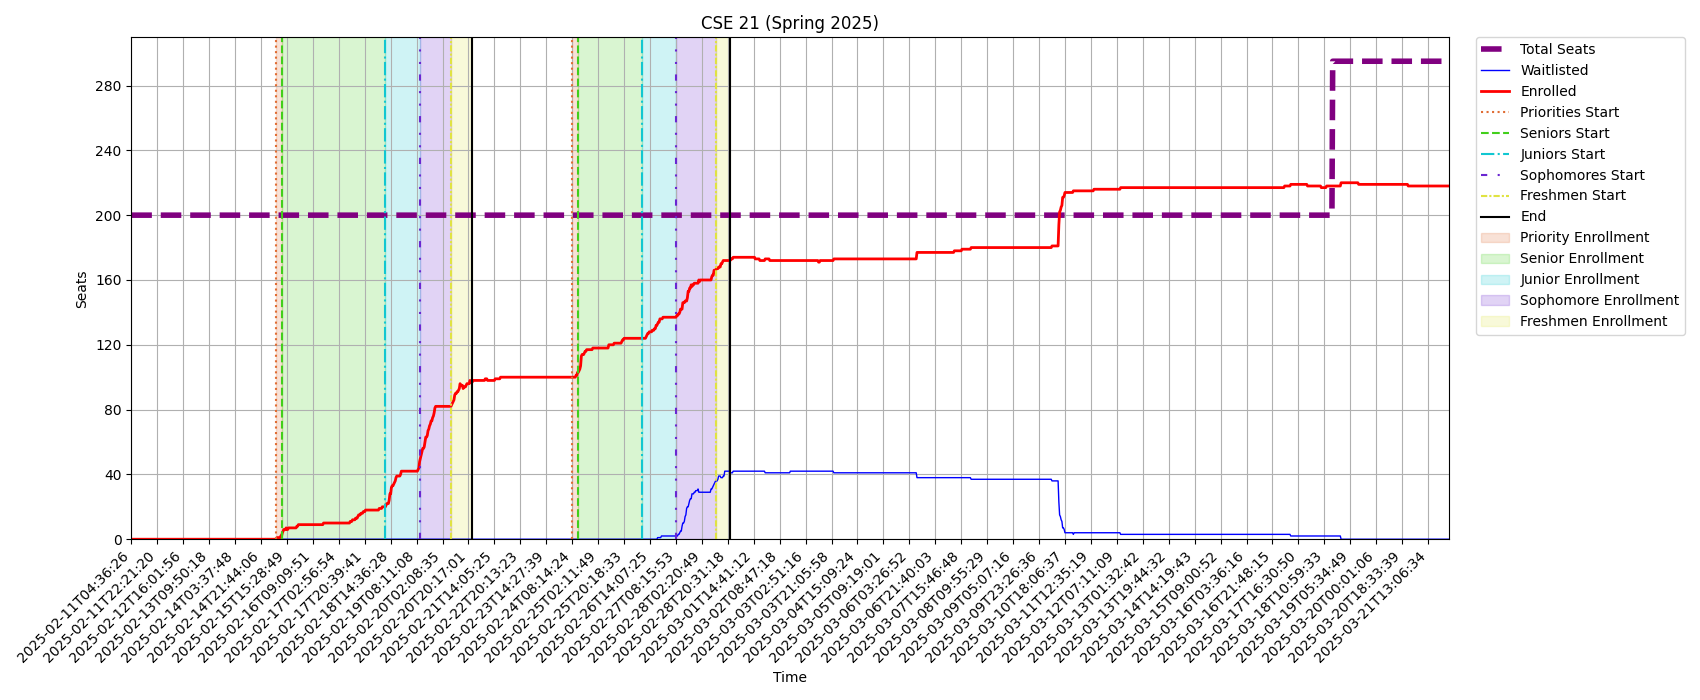 CSE 21 (Spring 2025)
Seats
280
240
200
160
120
80
40
0
2025-02-11T04:36:26
2025-02-11T22:21:20
2025-02-12T16:01:56
2025-02-13T09:50:18
2025-02-14T03:37:48
2025-02-14T21:44:06
2025-02-15T15:28:49
2025-02-16T09:09:51
2025-02-17T02:56:54
2025-02-17T20:39:41
2025-02-18T14:36:28
2025-02-19T08:11:08
2025-02-20T02:08:35
2025-02-20T20:17:01
2025-02-21T14:05:25
2025-02-22T20:13:23
2025-02-23T14:27:39
2025-02-24T08:14:24
2025-02-25T02:11:49
2025-02-25T20:18:33
2025-02-26T14:07:25
2025-02-27T08:15:53
2025-02-28T02:20:49
2025-02-28T20:31:18
2025-03-01T14:41:12
2025-03-02T08:47:18
2025-03-03T02:51:16
2025-03-03T21:05:58
2025-03-04T15:09:24
2025-03-05T09:19:01
2025-03-06T03:26:52
2025-03-06T21:40:03
2025-03-07T15:46:48
2025-03-08T09:55:29
2025-03-09T05:07:16
2025-03-09T23:26:36
2025-03-10T18:06:37
2025-03-11T12:35:19
2025-03-12T07:11:09
2025-03-13T01:32:42
2025-03-13T19:44:32
2025-03-14T14:19:43
2025-03-15T09:00:52
2025-03-16T03:36:16
2025-03-16T21:48:15
2025-03-17T16:30:50
2025-03-18T10:59:33
2025-03-19T05:34:49
2025-03-20T00:01:06
2025-03-20T18:33:39
2025-03-21T13:06:34
Time
Total Seats
Waitlisted
Enrolled
Priorities Start
Seniors Start
Juniors Start
Sophomores Start
Freshmen Start
End
Priority Enrollment
Senior Enrollment
Junior Enrollment
Sophomore Enrollment
Freshmen Enrollment